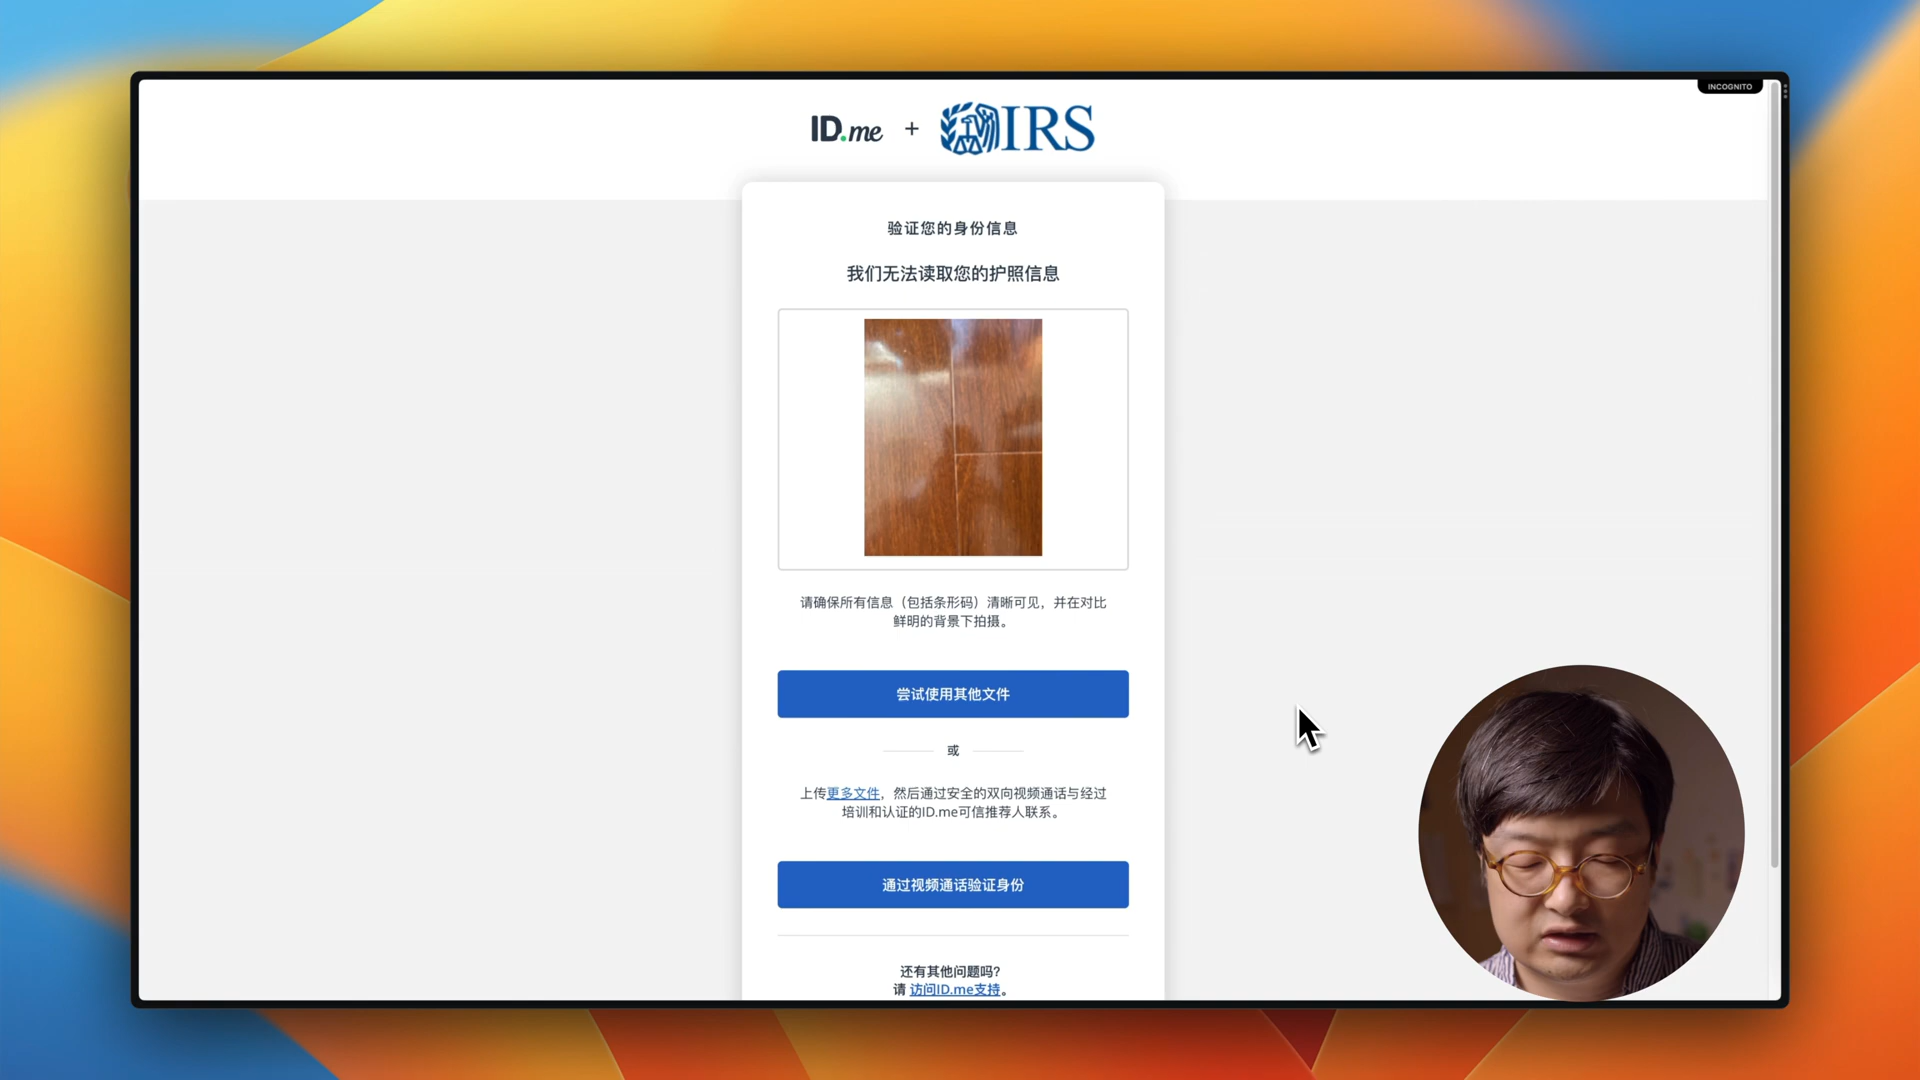 INCOGNITO
ID.me + IRS
验证您的身份信息
我们无法读取您的护照信息
请确保所有信息（包括条形码）清晰可见，并在对比
鲜明的背景下拍摄。
尝试使用其他文件
或
上传更多文件，然后通过安全的双向视频通话与经过
培训和认证的ID.me可信推荐人联系。
通过视频通话验证身份
还有其他问题吗?
请 访问ID.me支持。